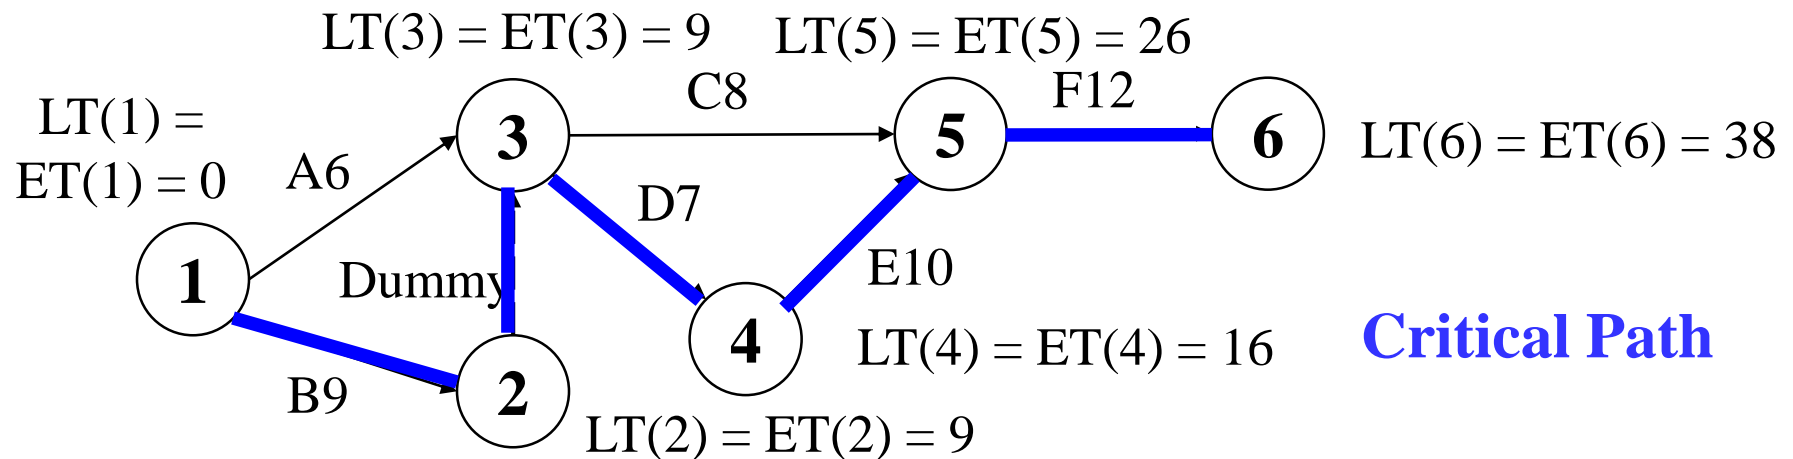 LT(3) = ET(3) = 9
LT(5) = ET(5) = 26
LT(1) =
ET(1) = 0
A6
C8
F12
3
5
6
LT(6) = ET(6) = 38
D7
1
Dummy
E10
4
LT(4) = ET(4) = 16
Critical Path
B9
2
LT(2) = ET(2) = 9